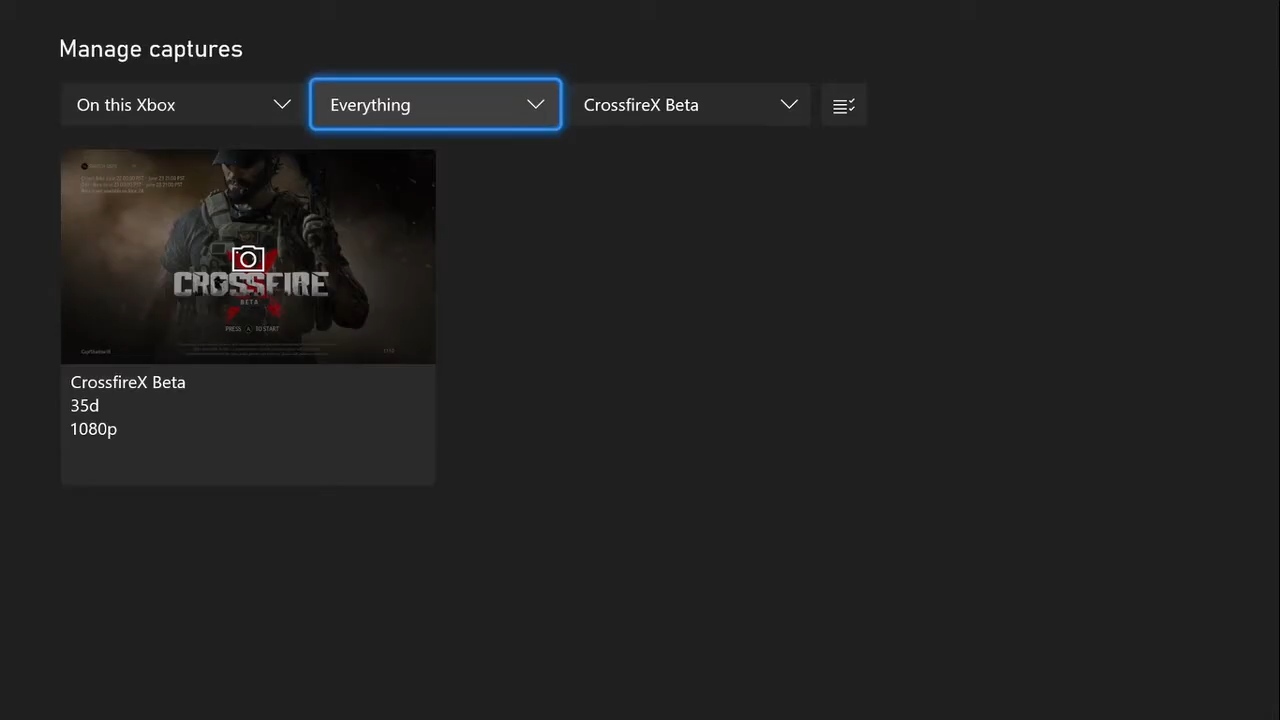 Manage captures
On this Xbox
Everything
CrossfireX Beta
CROSSFIRE
BETA
PRESS A TO START
CrossfireX Beta
35d
1080p